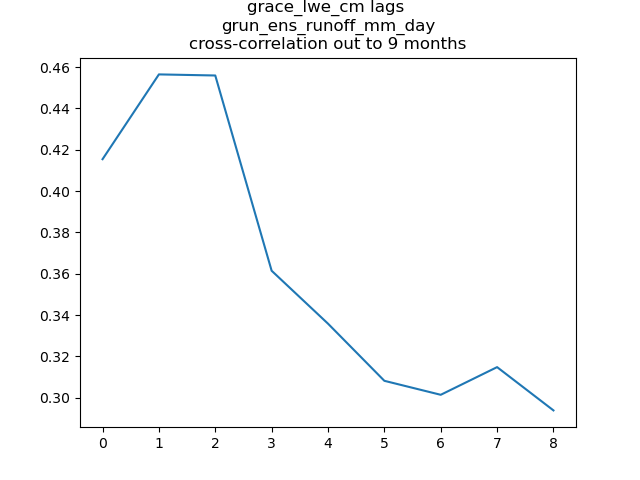 grace_lwe_cm lags
grun_ens_runoff_mm_day
cross-correlation out to 9 months
0.46
0.44
0.42
0.40
0.38
0.36
0.34
0.32
0.30
0 1 2 3 4 5 6 7 8